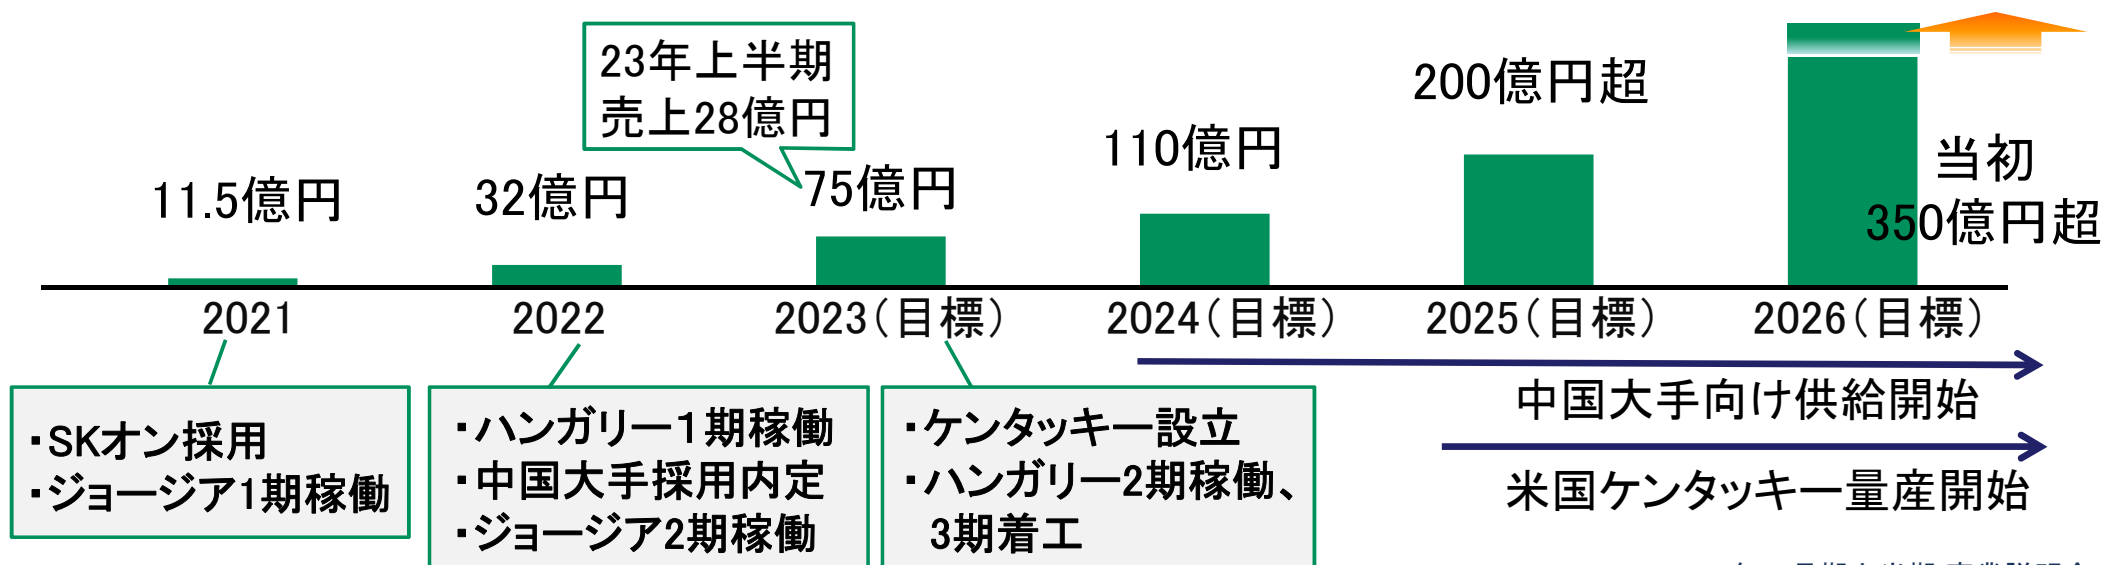 23年上半期
売上28億円
11.5億円
32億円
75億円
110億円
200億円超
当初
350億円超
2021
2022
2023(目標)
2024(目標)
2025(目標)
2026(目標)
・SKオン採用
・ジョージア1期稼働
・ハンガリー1期稼働
・中国大手採用内定
・ジョージア2期稼働
・ケンタッキー設立
・ハンガリー2期稼働、
3期着工
中国大手向け供給開始
米国ケンタッキー量産開始